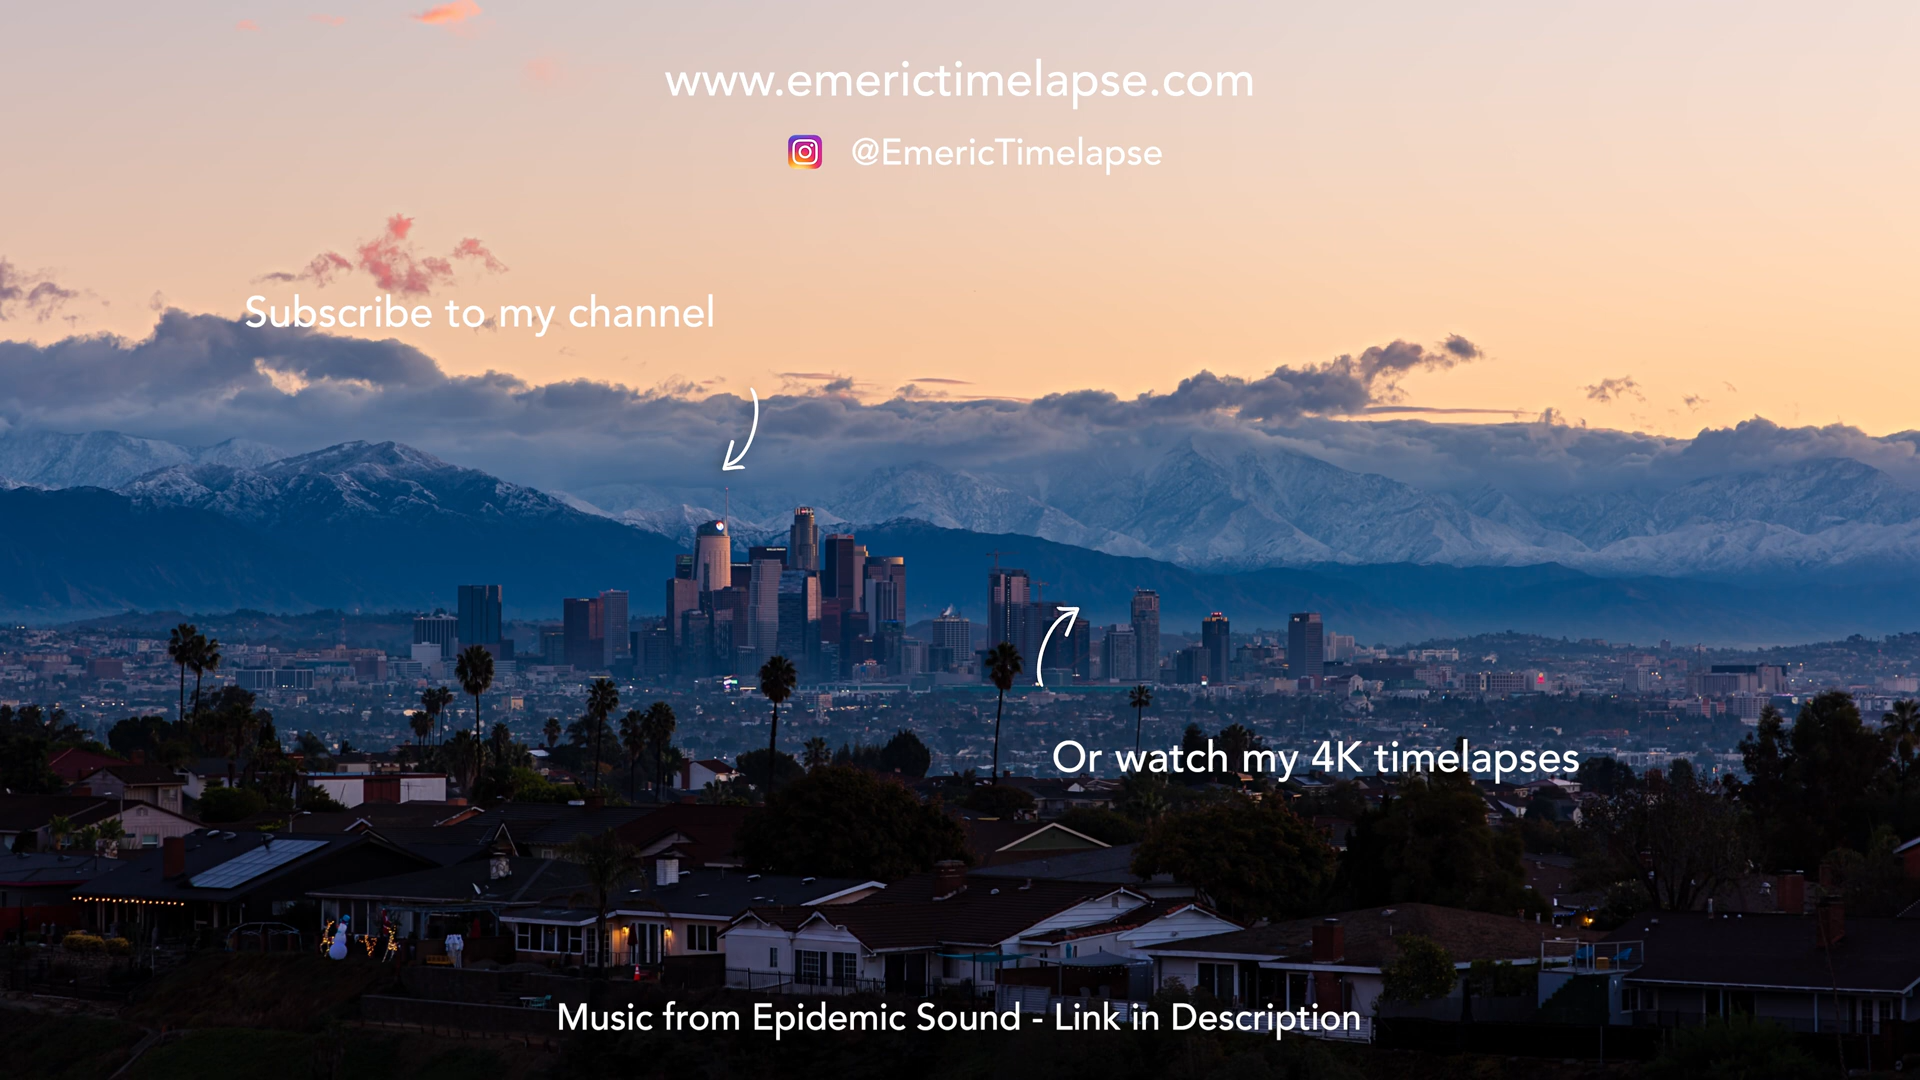 www.emerictimelapse.com
@EmericTimelapse
Subscribe to my channel
Or watch my 4K timelapses
Music from Epidemic Sound - Link in Description